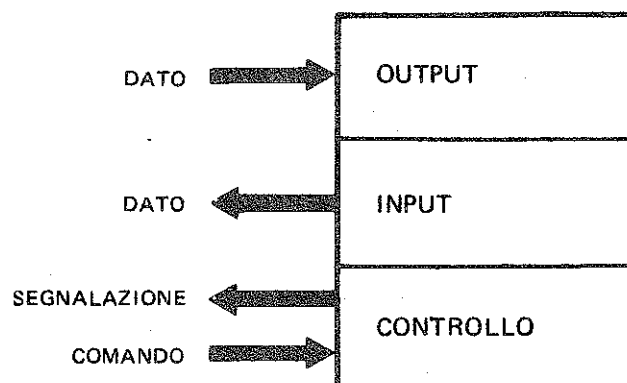 DATO OUTPUT
DATO INPUT
SEGNALAZIONE
CONTROLLO
COMANDO